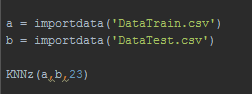 a = importdata('DataTrain.csv')
b = importdata('DataTest.csv')
KNNz(a,b,23)